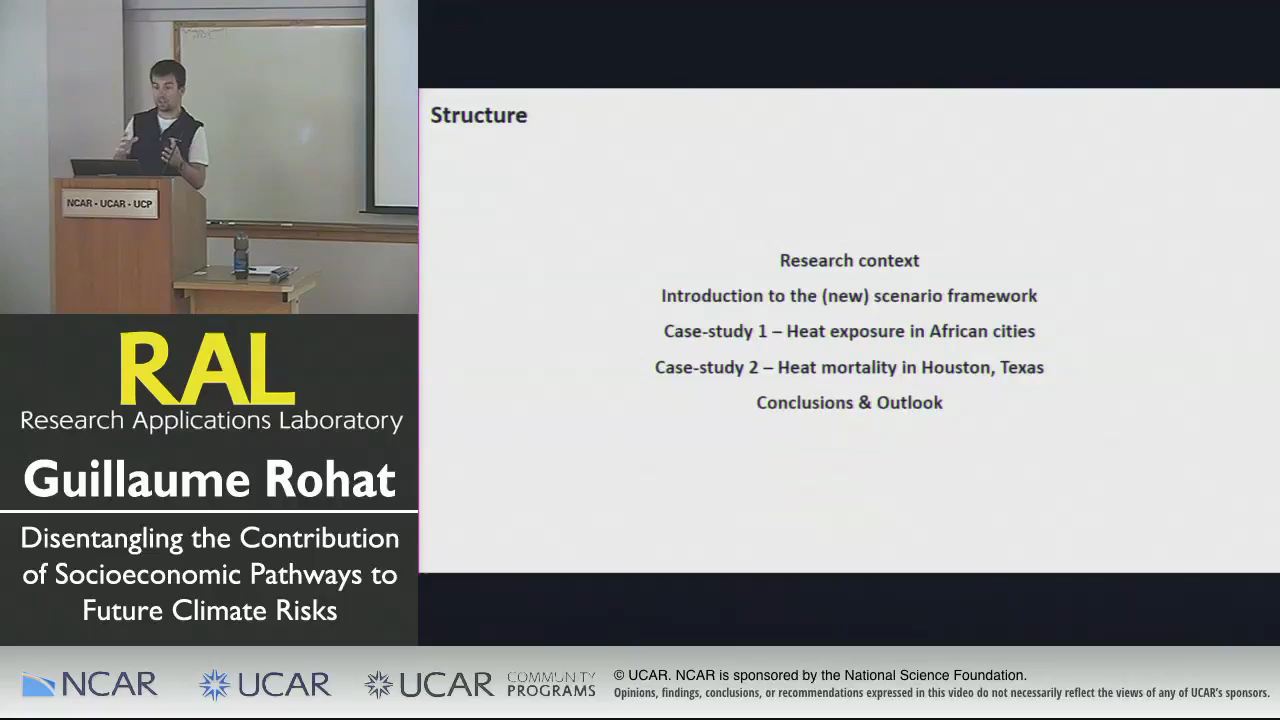 NCAR • UCAR • UCP
RAL
Research Applications Laboratory
Guillaume Rohat
Disentangling the Contribution
of Socioeconomic Pathways to
Future Climate Risks
Structure
Research context
Introduction to the (new) scenario framework
Case-study 1 – Heat exposure in African cities
Case-study 2 – Heat mortality in Houston, Texas
Conclusions & Outlook
NCAR
UCAR
UCAR
COMMUNITY
PROGRAMS
© UCAR. NCAR is sponsored by the National Science Foundation.
Opinions, findings, conclusions, or recommendations expressed in this video do not necessarily reflect the views of any of UCAR's sponsors.